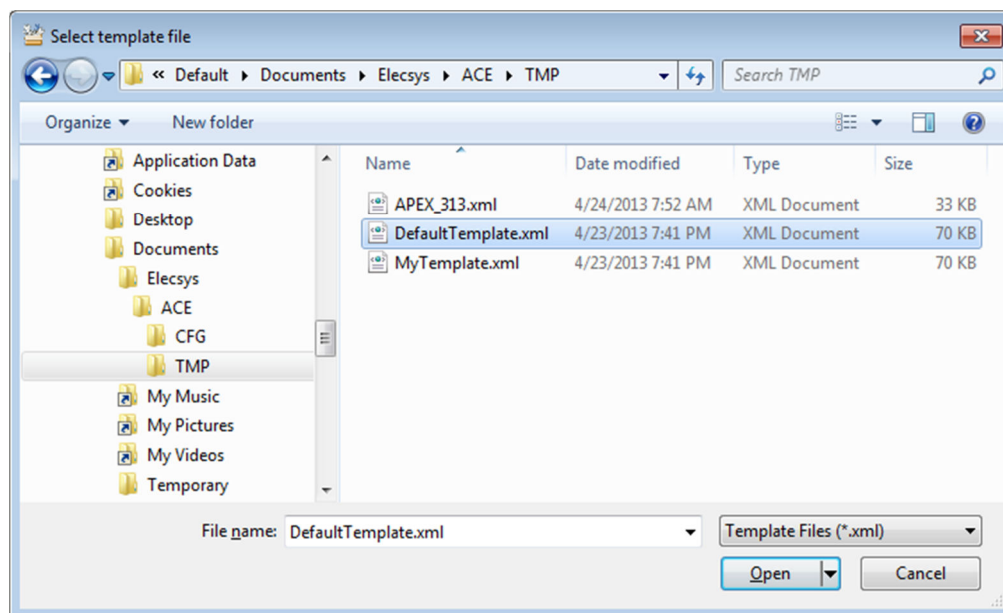 Select template file
« Default ▸ Documents ▸ Elecsys ▸ ACE ▸ TMP
Search TMP
Organize New folder
Application Data
Cookies
Desktop
Documents
Elecsys
ACE
CFG
TMP
My Music
My Pictures
My Videos
Temporary
Name Date modified Type Size
APEX_313.xml 4/24/2013 7:52 AM XML Document 33 KB
DefaultTemplate.xml 4/23/2013 7:41 PM XML Document 70 KB
MyTemplate.xml 4/23/2013 7:41 PM XML Document 70 KB
File name: DefaultTemplate.xml
Template Files (*.xml)
Open Cancel